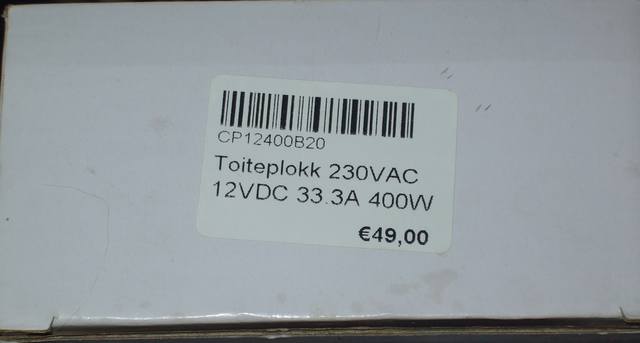 CP12400B20
Toiteplokk 230VAC
12VDC 33.3A 400W
€49,00